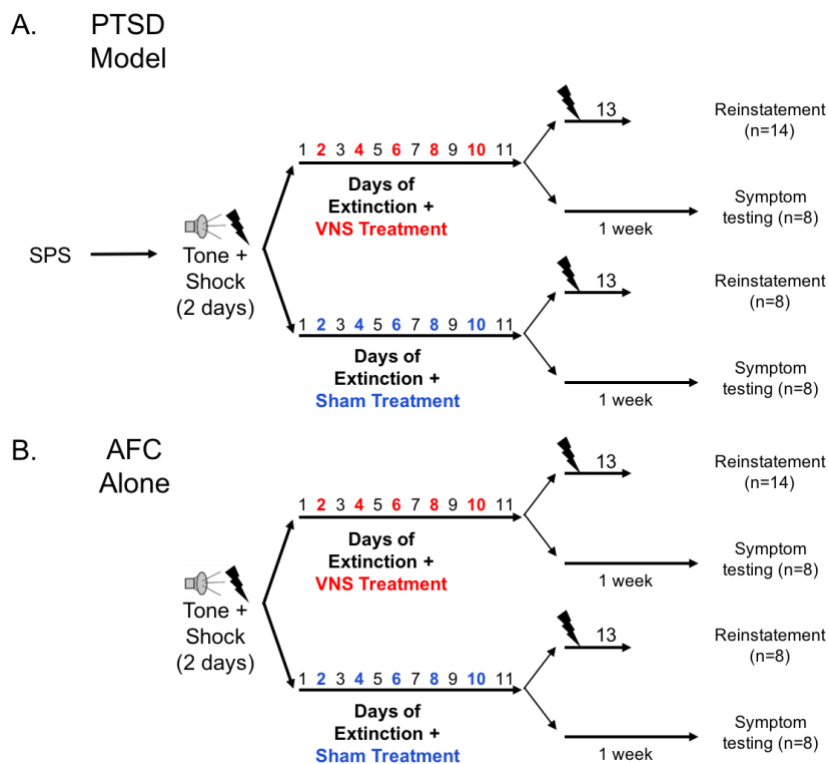 A. PTSD
Model
SPS
Tone +
Shock
(2 days)
1 2 3 4 5 6 7 8 9 10 11
Days of
Extinction +
VNS Treatment
13
Reinstatement
(n=14)
1 week
Symptom
testing (n=8)
1 2 3 4 5 6 7 8 9 10 11
Days of
Extinction +
Sham Treatment
13
Reinstatement
(n=8)
1 week
Symptom
testing (n=8)
B. AFC
Alone
Tone +
Shock
(2 days)
1 2 3 4 5 6 7 8 9 10 11
Days of
Extinction +
VNS Treatment
13
Reinstatement
(n=14)
1 week
Symptom
testing (n=8)
1 2 3 4 5 6 7 8 9 10 11
Days of
Extinction +
Sham Treatment
13
Reinstatement
(n=8)
1 week
Symptom
testing (n=8)